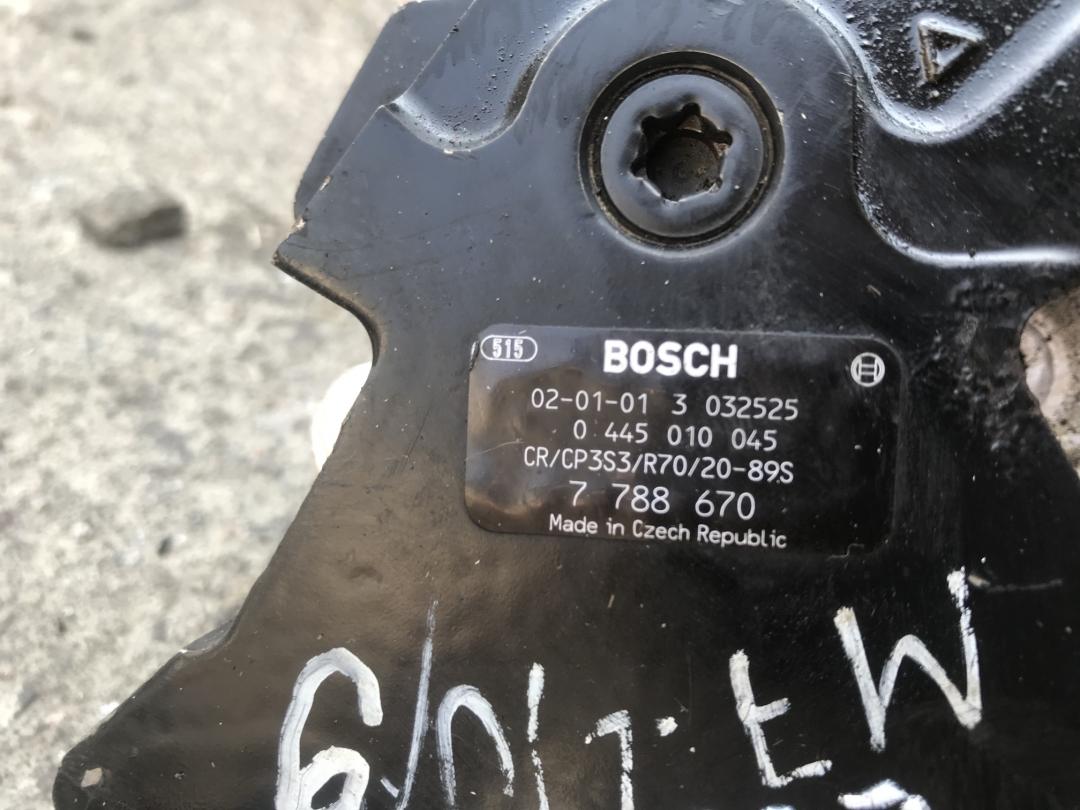 515
BOSCH
02-01-01 3 032525
0 445 010 045
CR/CP3S3/R70/20-89S
7 788 670
Made in Czech Republic